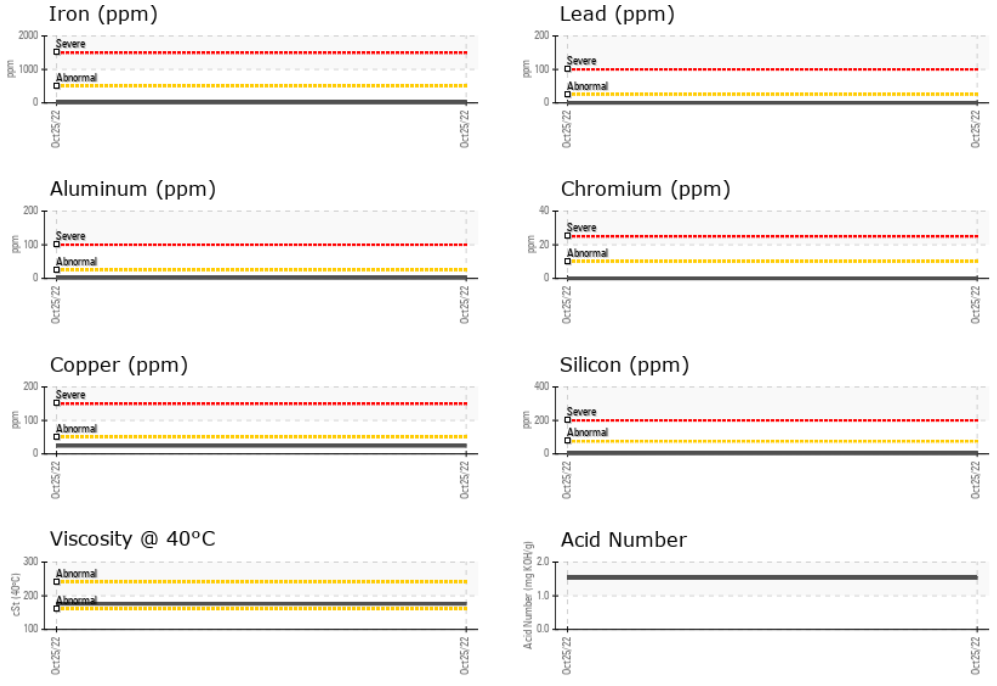 Iron (ppm)
2000
Severe
ppm
1000
Abnormal
0
Oct25/22
Oct25/22
Lead (ppm)
200
Severe
ppm
100
Abnormal
0
Oct25/22
Oct25/22
Aluminum (ppm)
200
Severe
ppm
100
Abnormal
0
Oct25/22
Oct25/22
Chromium (ppm)
40
Severe
ppm
20
Abnormal
0
Oct25/22
Oct25/22
Copper (ppm)
200
Severe
ppm
100
Abnormal
0
Oct25/22
Oct25/22
Silicon (ppm)
400
Severe
ppm
200
Abnormal
0
Oct25/22
Oct25/22
Viscosity @ 40°C
300
Abnormal
cSt (40°C)
200
Abnormal
100
Oct25/22
Oct25/22
Acid Number
2.0
Acid Number (mg KOH/g)
1.0
0.0
Oct25/22
Oct25/22